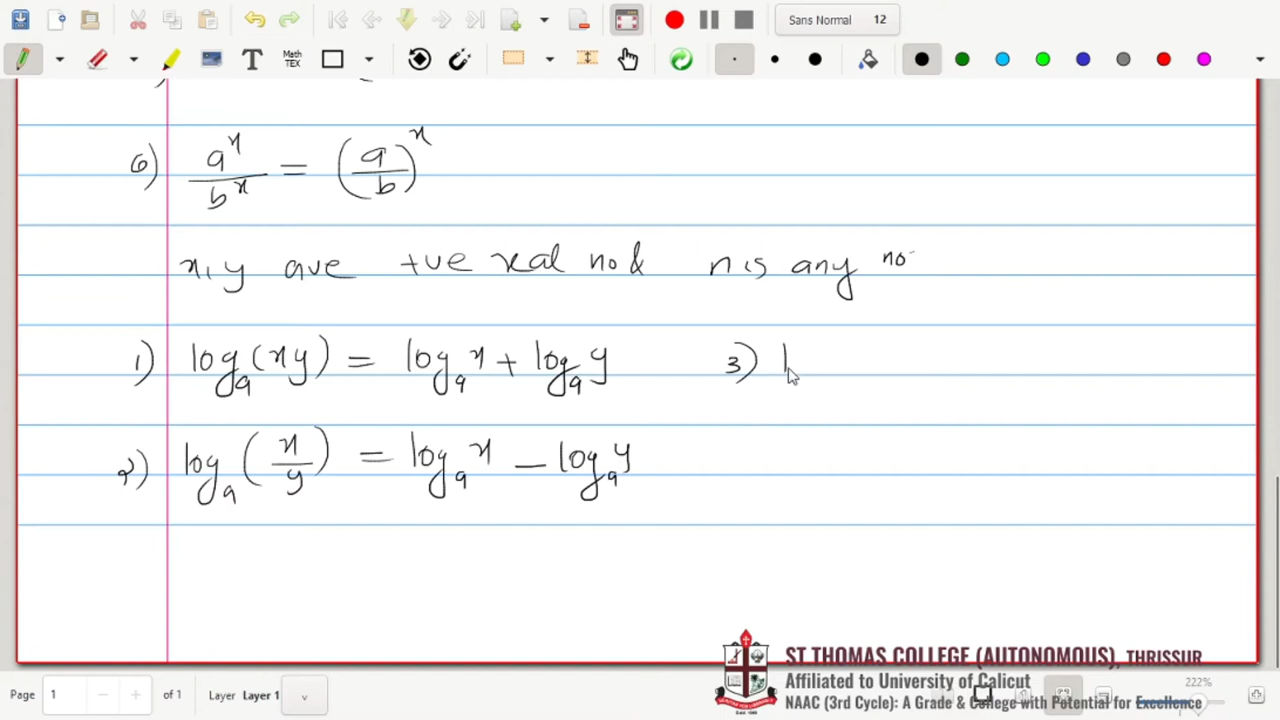 Sans Normal 12
T Math TEX
6) a^x / b^x = (a/b)^x
x, y are +ve real no & n is any no.
1) log_a(xy) = log_a x + log_a y 3) l
2) log_a(x/y) = log_a x − log_a y
ST THOMAS COLLEGE (AUTONOMOUS), THRISSUR
Affiliated to University of Calicut
NAAC (3rd Cycle): A Grade & College with Potential for Excellence
Page 1 of 1 Layer Layer 1 222%